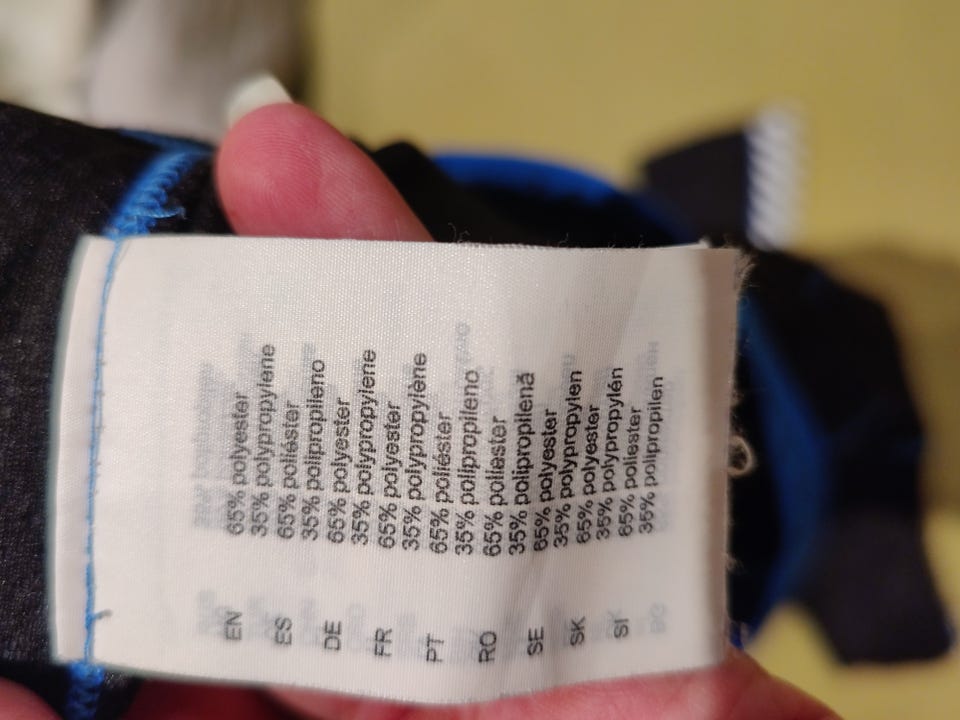 EN 65% polyester
35% polypropylene
ES 65% poliéster
35% polipropileno
DE 65% polyester
35% polypropylene
FR 65% polyester
35% polypropylène
PT 65% poliéster
35% polipropileno
RO 65% poliester
35% polipropilenă
SE 65% polyester
35% polypropylen
SK 65% polyester
35% polypropylén
SI 65% poliester
35% polipropilen